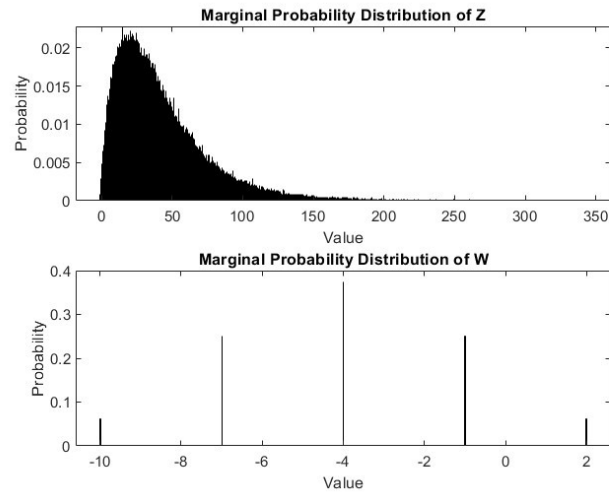 Marginal Probability Distribution of Z
0.02
0.015
0.01
0.005
0
Probability
0 50 100 150 200 250 300 350
Value
Marginal Probability Distribution of W
0.4
0.3
0.2
0.1
0
Probability
-10 -8 -6 -4 -2 0 2
Value